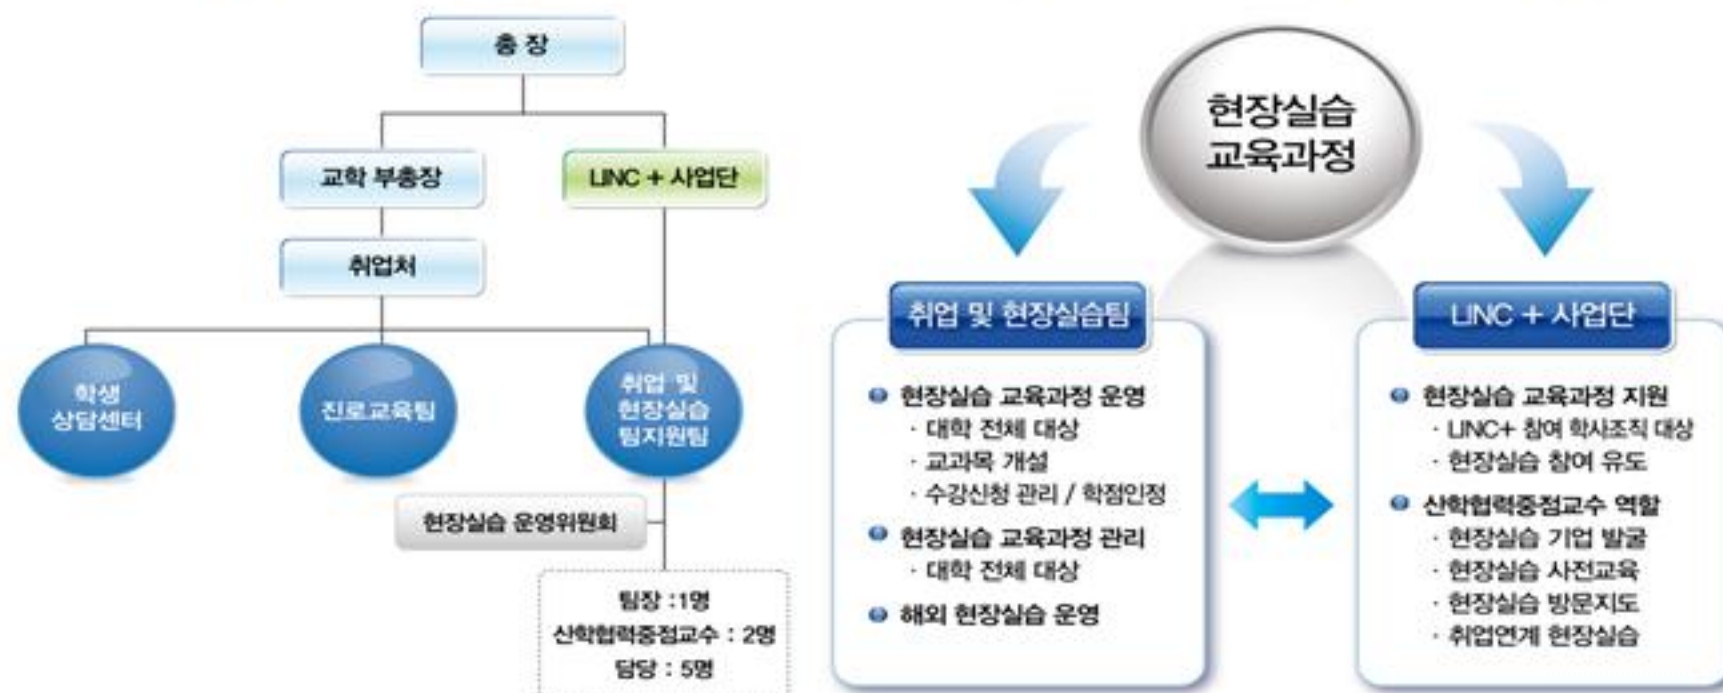 총 장
교학 부총장
LINC + 사업단
취업처
학생
상담센터
진로교육팀
취업 및
현장실습
팀지원팀
현장실습 운영위원회
팀장 :1명
산학협력중점교수 : 2명
담당 : 5명
현장실습
교육과정
취업 및 현장실습팀
현장실습 교육과정 운영
· 대학 전체 대상
· 교과목 개설
· 수강신청 관리 / 학점인정
현장실습 교육과정 관리
· 대학 전체 대상
해외 현장실습 운영
LINC + 사업단
현장실습 교육과정 지원
· LINC+ 참여 학사조직 대상
· 현장실습 참여 유도
산학협력중점교수 역할
· 현장실습 기업 발굴
· 현장실습 사전교육
· 현장실습 방문지도
· 취업연계 현장실습